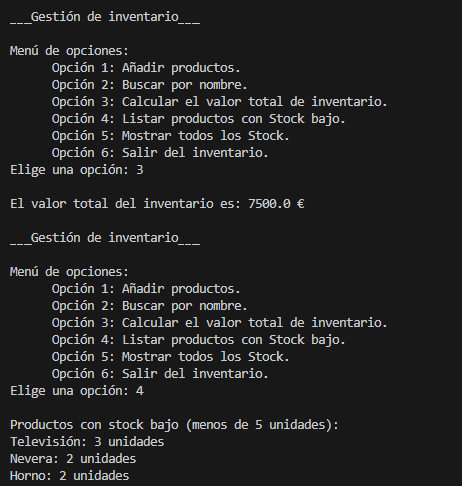 ___Gestión de inventario___
Menú de opciones:
Opción 1: Añadir productos.
Opción 2: Buscar por nombre.
Opción 3: Calcular el valor total de inventario.
Opción 4: Listar productos con Stock bajo.
Opción 5: Mostrar todos los Stock.
Opción 6: Salir del inventario.
Elige una opción: 3
El valor total del inventario es: 7500.0 €
___Gestión de inventario___
Menú de opciones:
Opción 1: Añadir productos.
Opción 2: Buscar por nombre.
Opción 3: Calcular el valor total de inventario.
Opción 4: Listar productos con Stock bajo.
Opción 5: Mostrar todos los Stock.
Opción 6: Salir del inventario.
Elige una opción: 4
Productos con stock bajo (menos de 5 unidades):
Televisión: 3 unidades
Nevera: 2 unidades
Horno: 2 unidades